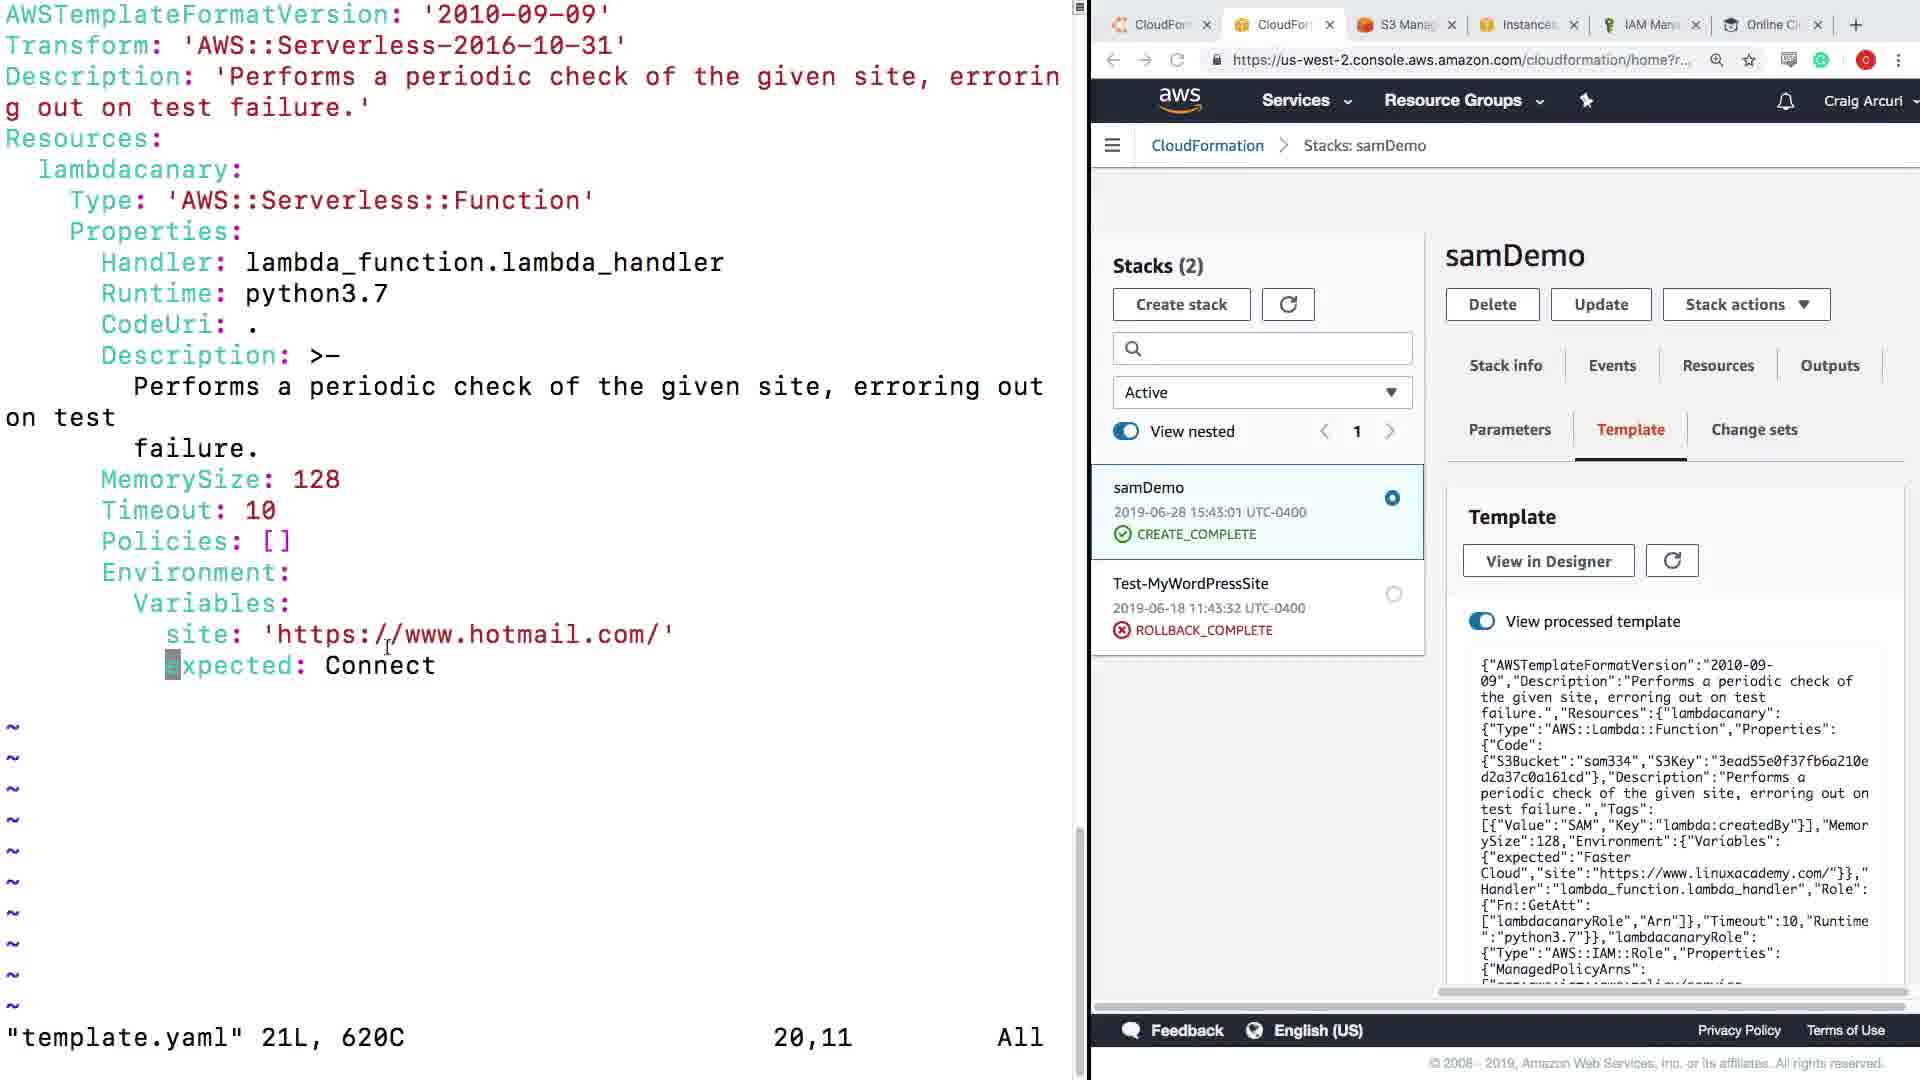 AWSTemplateFormatVersion: '2010-09-09'
Transform: 'AWS::Serverless-2016-10-31'
Description: 'Performs a periodic check of the given site, errorin
g out on test failure.'
Resources:
  lambdacanary:
    Type: 'AWS::Serverless::Function'
    Properties:
      Handler: lambda_function.lambda_handler
      Runtime: python3.7
      CodeUri: .
      Description: >-
        Performs a periodic check of the given site, erroring out
on test
        failure.
      MemorySize: 128
      Timeout: 10
      Policies: []
      Environment:
        Variables:
          site: 'https://www.hotmail.com/'
          expected: Connect
~
~
~
~
~
~
~
~
~
~
"template.yaml" 21L, 620C 20,11 All
CloudForm
CloudForm
S3 Manag
Instances
IAM Mana
Online Cl
https://us-west-2.console.aws.amazon.com/cloudformation/home?r...
C
aws
Services
Resource Groups
Craig Arcuri
CloudFormation
Stacks: samDemo
Stacks (2)
Create stack
Active
View nested
1
samDemo
2019-06-28 15:43:01 UTC-0400
CREATE_COMPLETE
Test-MyWordPressSite
2019-06-18 11:43:32 UTC-0400
ROLLBACK_COMPLETE
samDemo
Delete
Update
Stack actions
Stack info
Events
Resources
Outputs
Parameters
Template
Change sets
Template
View in Designer
View processed template
{"AWSTemplateFormatVersion":"2010-09-
09","Description":"Performs a periodic check of
the given site, erroring out on test
failure.","Resources":{"lambdacanary":
{"Type":"AWS::Lambda::Function","Properties":
{"Code":
{"S3Bucket":"sam334","S3Key":"3ead55e0f37fb6a210e
d2a37c0a161cd"},"Description":"Performs a
periodic check of the given site, erroring out on
test failure.","Tags":
[{"Value":"SAM","Key":"lambda:createdBy"}],"Memor
ySize":128,"Environment":{"Variables":
{"expected":"Faster
Cloud","site":"https://www.linuxacademy.com/"}},"
Handler":"lambda_function.lambda_handler","Role":
{"Fn::GetAtt":
["lambdacanaryRole","Arn"]},"Timeout":10,"Runtime
":"python3.7"}},"lambdacanaryRole":
{"Type":"AWS::IAM::Role","Properties":
{"ManagedPolicyArns":
Feedback
English (US)
Privacy Policy
Terms of Use
© 2008 - 2019, Amazon Web Services, Inc. or its affiliates. All rights reserved.